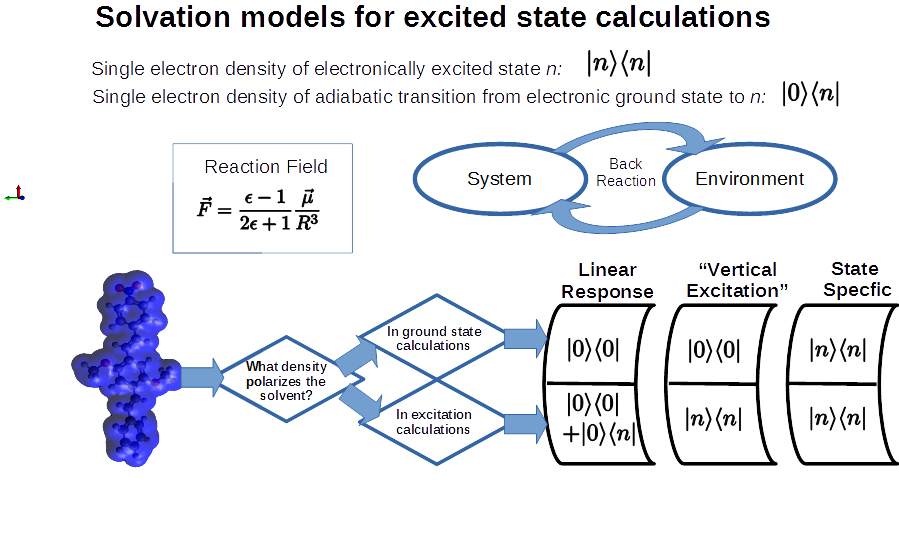 Solvation models for excited state calculations
Single electron density of electronically excited state n: |n⟩⟨n|
Single electron density of adiabatic transition from electronic ground state to n: |0⟩⟨n|
Reaction Field
F⃗ = (ϵ − 1)/(2ϵ + 1) μ⃗/R³
System
Back
Reaction
Environment
Linear
Response
“Vertical
Excitation”
State
Specfic
What density
polarizes the
solvent?
In ground state
calculations
|0⟩⟨0|
|0⟩⟨0|
|n⟩⟨n|
In excitation
calculations
|0⟩⟨0|
+|0⟩⟨n|
|n⟩⟨n|
|n⟩⟨n|